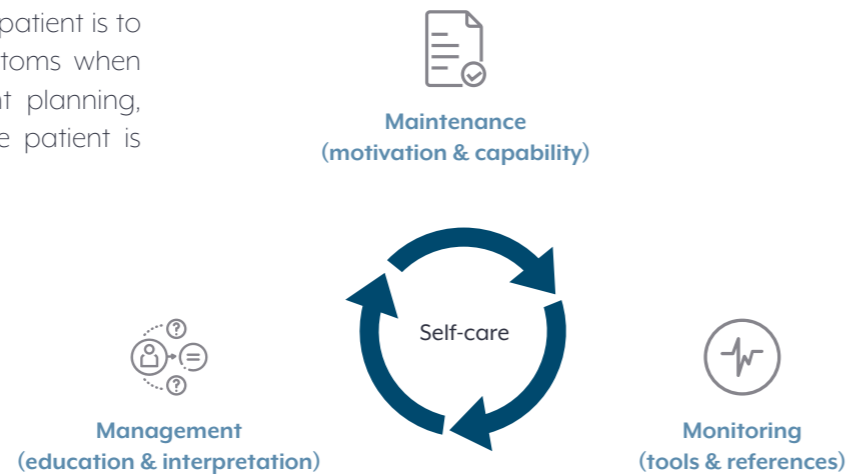 patient is to
toms when
t planning,
e patient is
Maintenance
(motivation & capability)
Self-care
?
=
?
Management
(education & interpretation)
Monitoring
(tools & references)